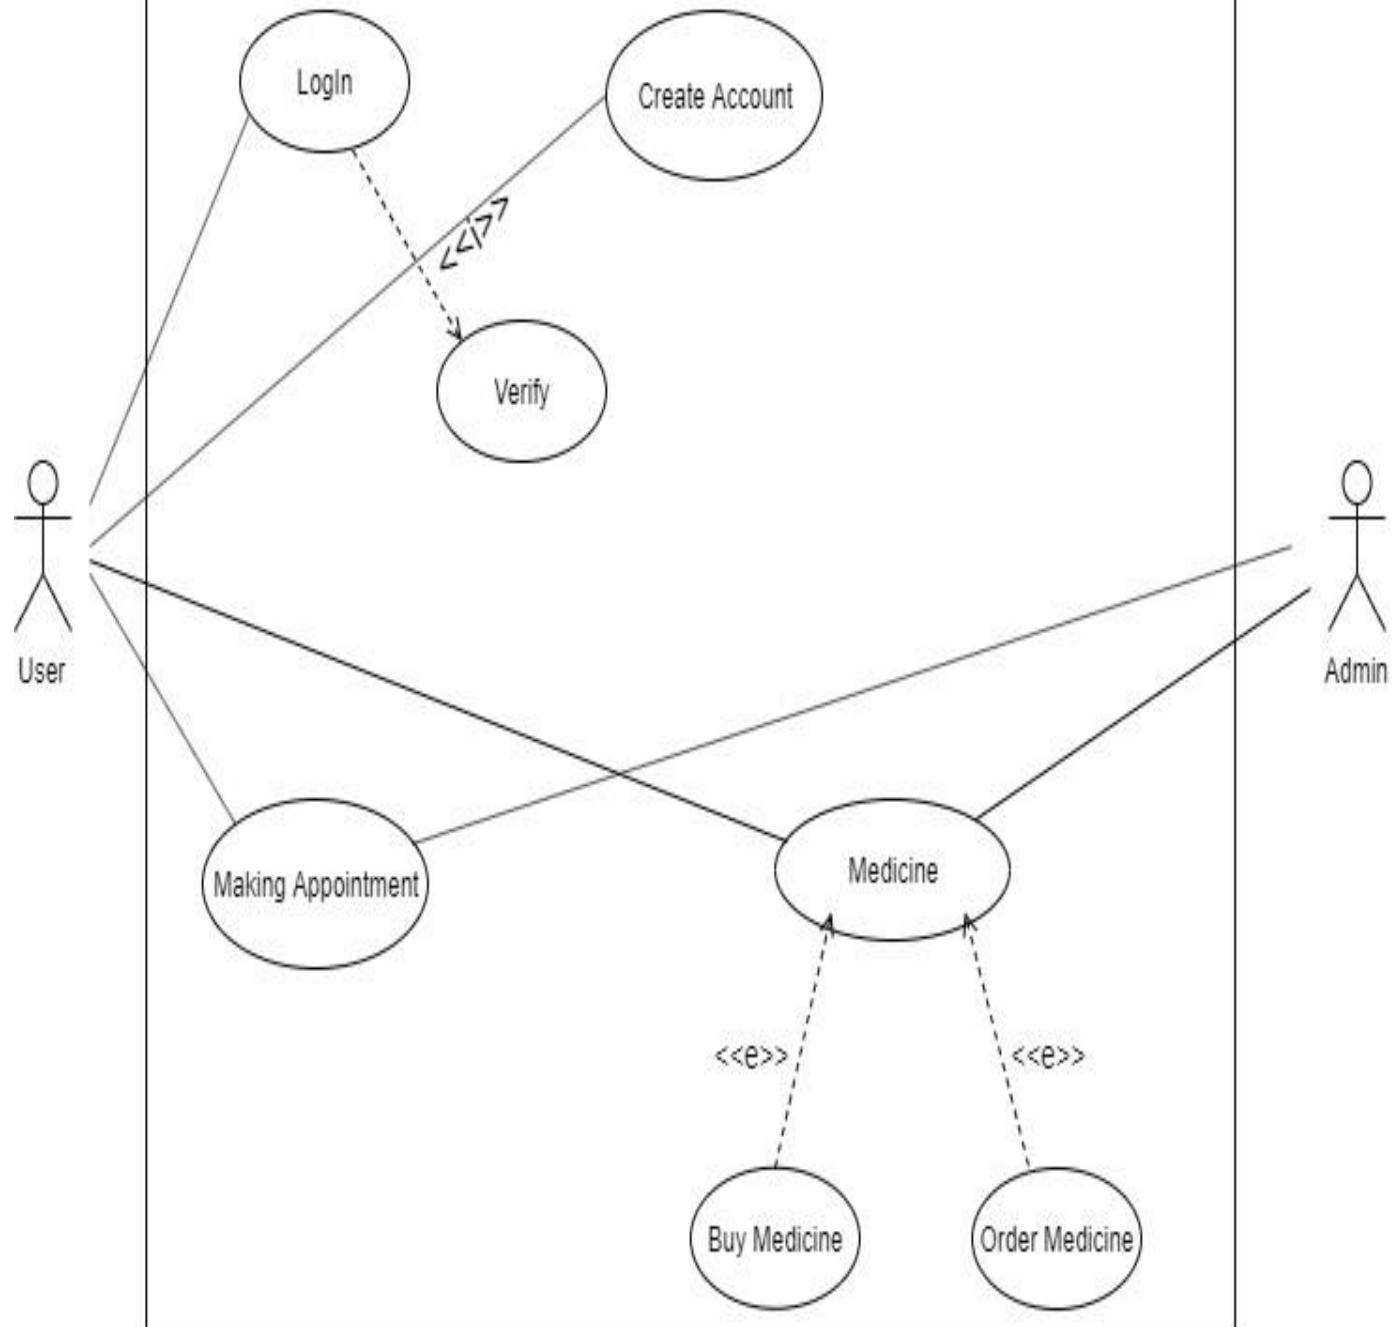 LogIn
Create Account
<<i>>
Verify
User
Admin
Making Appointment
Medicine
<<e>>
<<e>>
Buy Medicine
Order Medicine